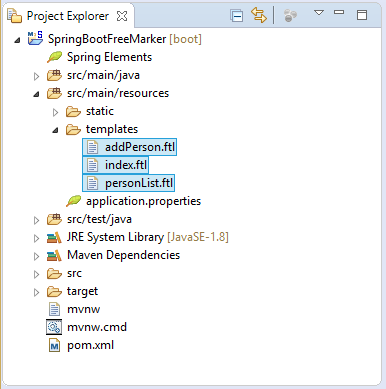 Project Explorer
SpringBootFreeMarker [boot]
Spring Elements
src/main/java
src/main/resources
static
templates
addPerson.ftl
index.ftl
personList.ftl
application.properties
src/test/java
JRE System Library [JavaSE-1.8]
Maven Dependencies
src
target
mvnw
mvnw.cmd
pom.xml